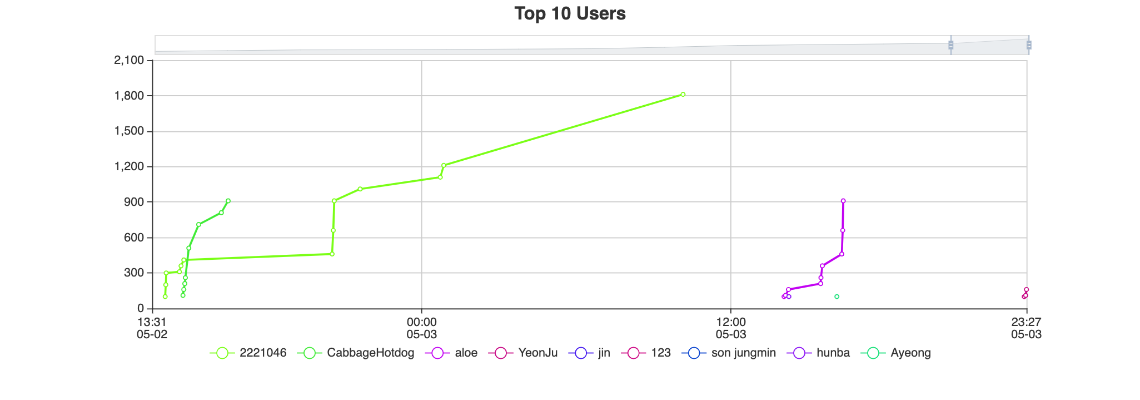 Top 10 Users
2,100
1,800
1,500
1,200
900
600
300
0
13:31 00:00 12:00 23:27
05-02 05-03 05-03 05-03
2221046 CabbageHotdog aloe YeonJu jin 123 son jungmin hunba Ayeong